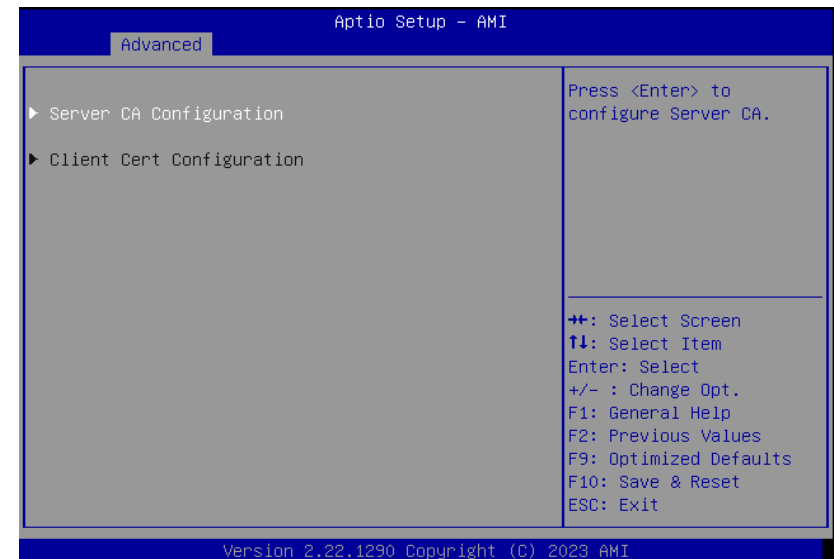 Aptio Setup – AMI
Advanced
▶ Server CA Configuration
▶ Client Cert Configuration
Press <Enter> to
configure Server CA.
→←: Select Screen
↑↓: Select Item
Enter: Select
+/- : Change Opt.
F1: General Help
F2: Previous Values
F9: Optimized Defaults
F10: Save & Reset
ESC: Exit
Version 2.22.1290 Copyright (C) 2023 AMI